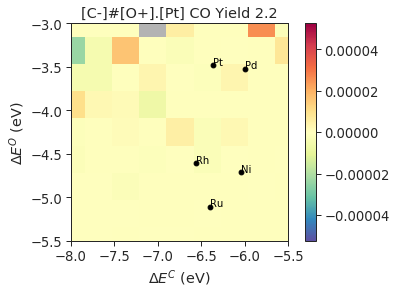 [C-]#[O+].[Pt] CO Yield 2.2
−3.0
−3.5
−4.0
−4.5
−5.0
−5.5
ΔE^O (eV)
Pt
Pd
Rh
Ni
Ru
−8.0 −7.5 −7.0 −6.5 −6.0 −5.5
ΔE^C (eV)
0.00004
0.00002
0.00000
−0.00002
−0.00004